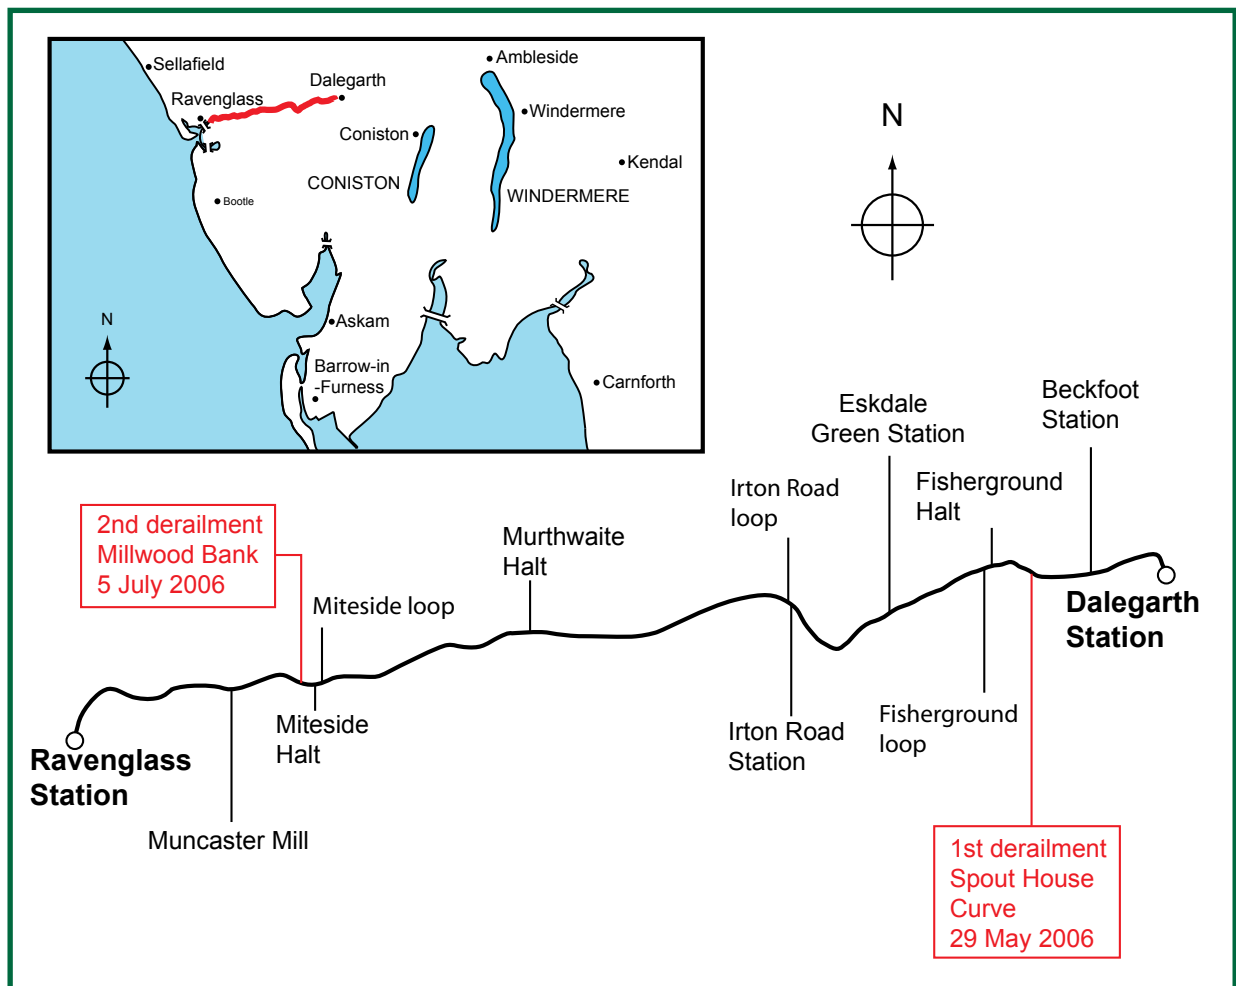 Sellafield
Ravenglass
Dalegarth
Ambleside
Windermere
Coniston
Kendal
CONISTON
WINDERMERE
Bootle
N
Askam
Barrow-in
-Furness
Carnforth
N
Eskdale
Green Station
Beckfoot
Station
Irton Road
loop
Fisherground
Halt
2nd derailment
Millwood Bank
5 July 2006
Murthwaite
Halt
Miteside loop
Dalegarth
Station
Miteside
Halt
Irton Road
Station
Fisherground
loop
Ravenglass
Station
Muncaster Mill
1st derailment
Spout House
Curve
29 May 2006